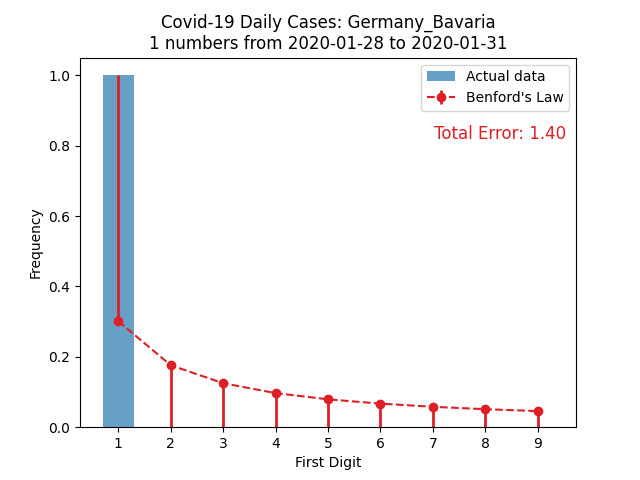 Covid-19 Daily Cases: Germany_Bavaria
1 numbers from 2020-01-28 to 2020-01-31
Actual data
Benford's Law
Total Error: 1.40
Frequency
1.0
0.8
0.6
0.4
0.2
0.0
1 2 3 4 5 6 7 8 9
First Digit